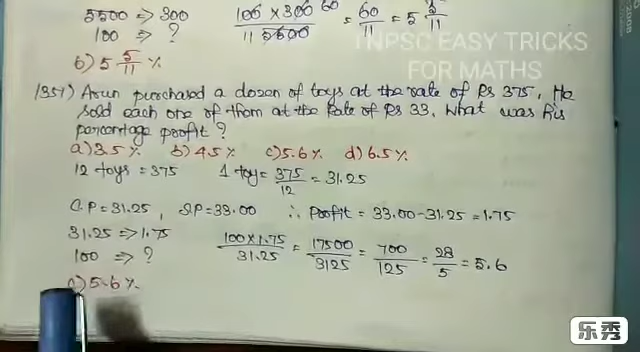 5500 => 300
100 => ?
100 × 300 60 / 11 5500 = 60/11 = 5 5/11
b) 5 5/11 %
TNPSC EASY TRICKS
FOR MATHS
135) Arun purchased a dozen of toys at the rate of Rs 375. He
sold each one of them at the Rate of Rs 33. What was his
percentage profit?
a) 3.5% b) 4.5% c) 5.6% d) 6.5%
12 toys = 375 1 toy = 375/12 = 31.25
C.P = 31.25, S.P = 33.00 ∴ Profit = 33.00 - 31.25 = 1.75
31.25 => 1.75
100 => ?
100 × 1.75 / 31.25 = 17500/3125 = 700/125 = 28/5 = 5.6
c) 5.6%
乐秀